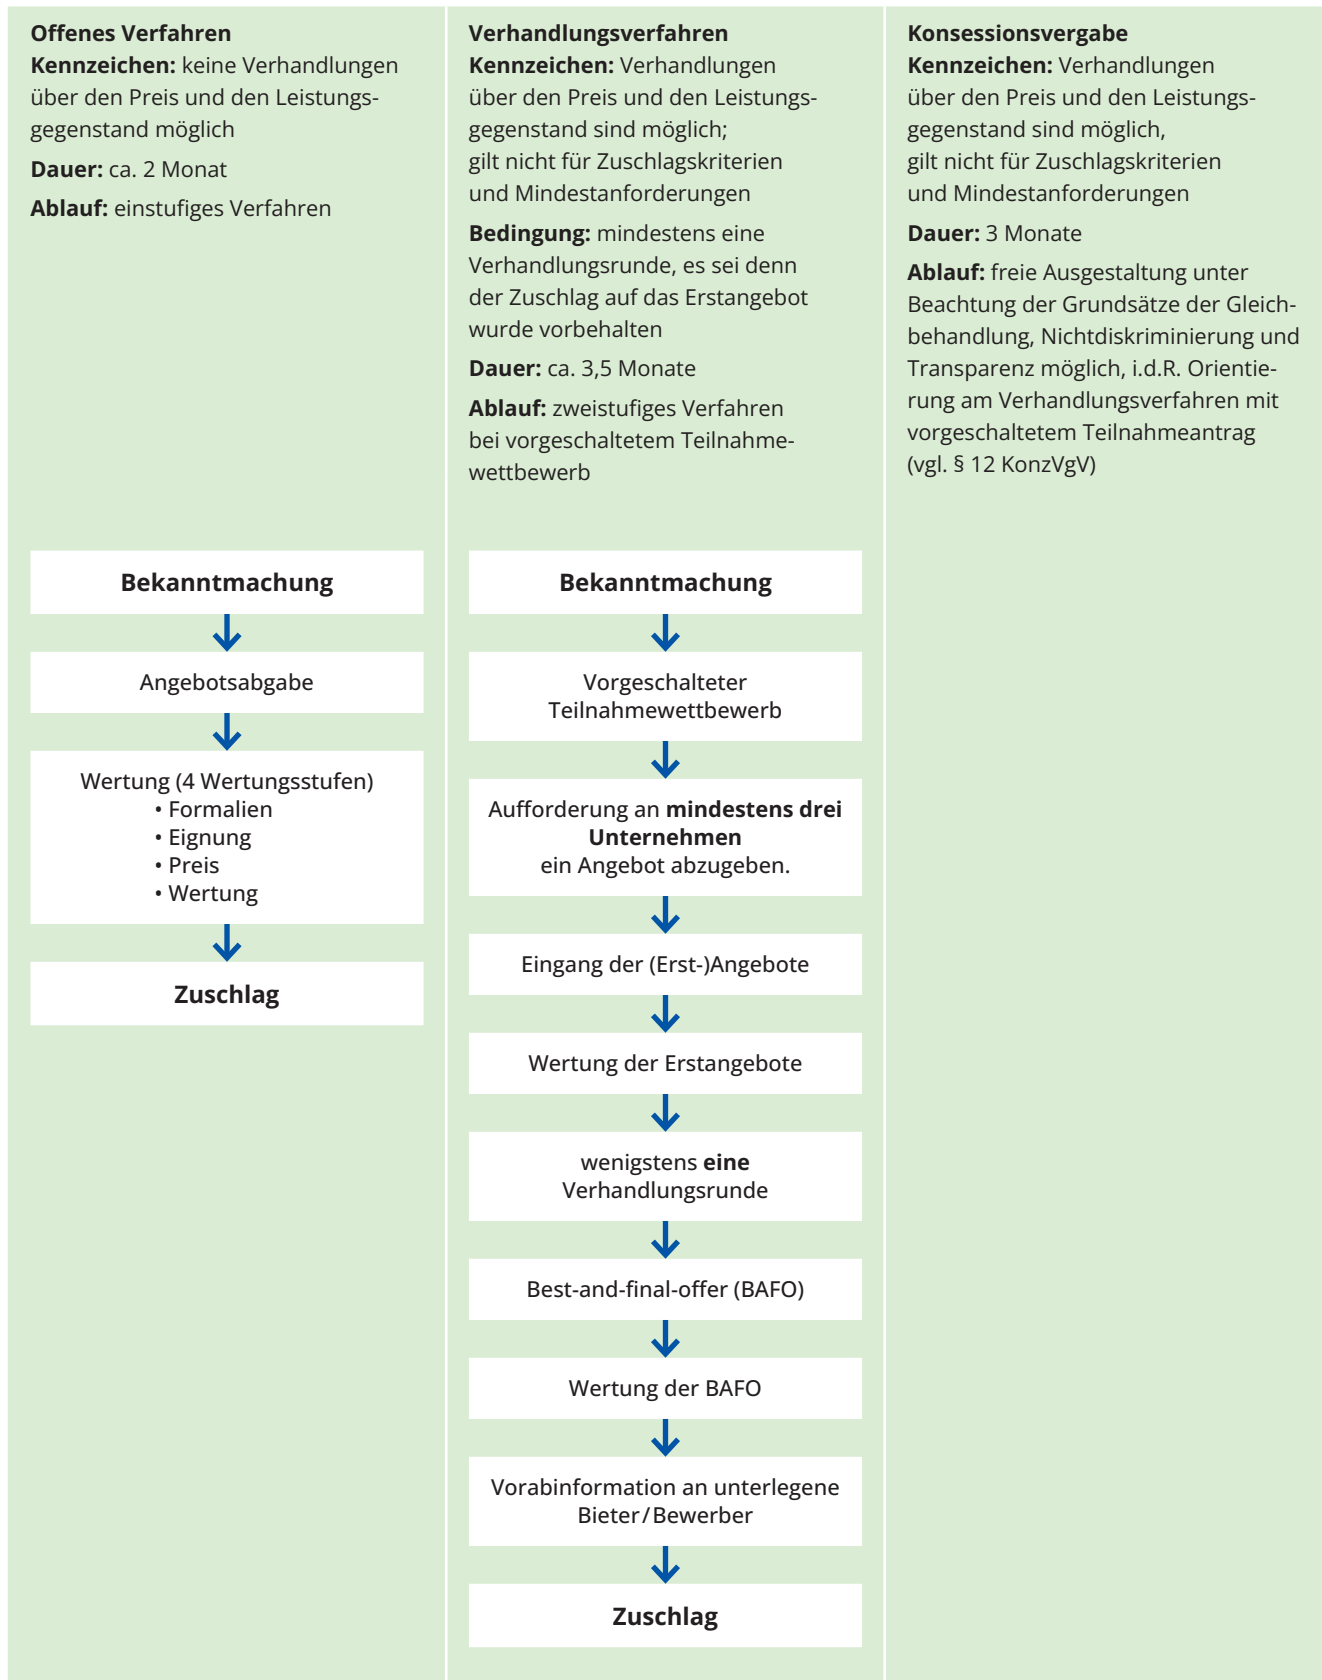 Offenes Verfahren
Kennzeichen: keine Verhandlungen
über den Preis und den Leistungs-
gegenstand möglich
Dauer: ca. 2 Monat
Ablauf: einstufiges Verfahren
Bekanntmachung
Angebotsabgabe
Wertung (4 Wertungsstufen)
• Formalien
• Eignung
• Preis
• Wertung
Zuschlag
Verhandlungsverfahren
Kennzeichen: Verhandlungen
über den Preis und den Leistungs-
gegenstand sind möglich;
gilt nicht für Zuschlagskriterien
und Mindestanforderungen
Bedingung: mindestens eine
Verhandlungsrunde, es sei denn
der Zuschlag auf das Erstangebot
wurde vorbehalten
Dauer: ca. 3,5 Monate
Ablauf: zweistufiges Verfahren
bei vorgeschaltetem Teilnahme-
wettbewerb
Bekanntmachung
Vorgeschalteter
Teilnahmewettbewerb
Aufforderung an mindestens drei
Unternehmen
ein Angebot abzugeben.
Eingang der (Erst-)Angebote
Wertung der Erstangebote
wenigstens eine
Verhandlungsrunde
Best-and-final-offer (BAFO)
Wertung der BAFO
Vorabinformation an unterlegene
Bieter/Bewerber
Zuschlag
Konsessionsvergabe
Kennzeichen: Verhandlungen
über den Preis und den Leistungs-
gegenstand sind möglich,
gilt nicht für Zuschlagskriterien
und Mindestanforderungen
Dauer: 3 Monate
Ablauf: freie Ausgestaltung unter
Beachtung der Grundsätze der Gleich-
behandlung, Nichtdiskriminierung und
Transparenz möglich, i.d.R. Orientie-
rung am Verhandlungsverfahren mit
vorgeschaltetem Teilnahmeantrag
(vgl. § 12 KonzVgV)